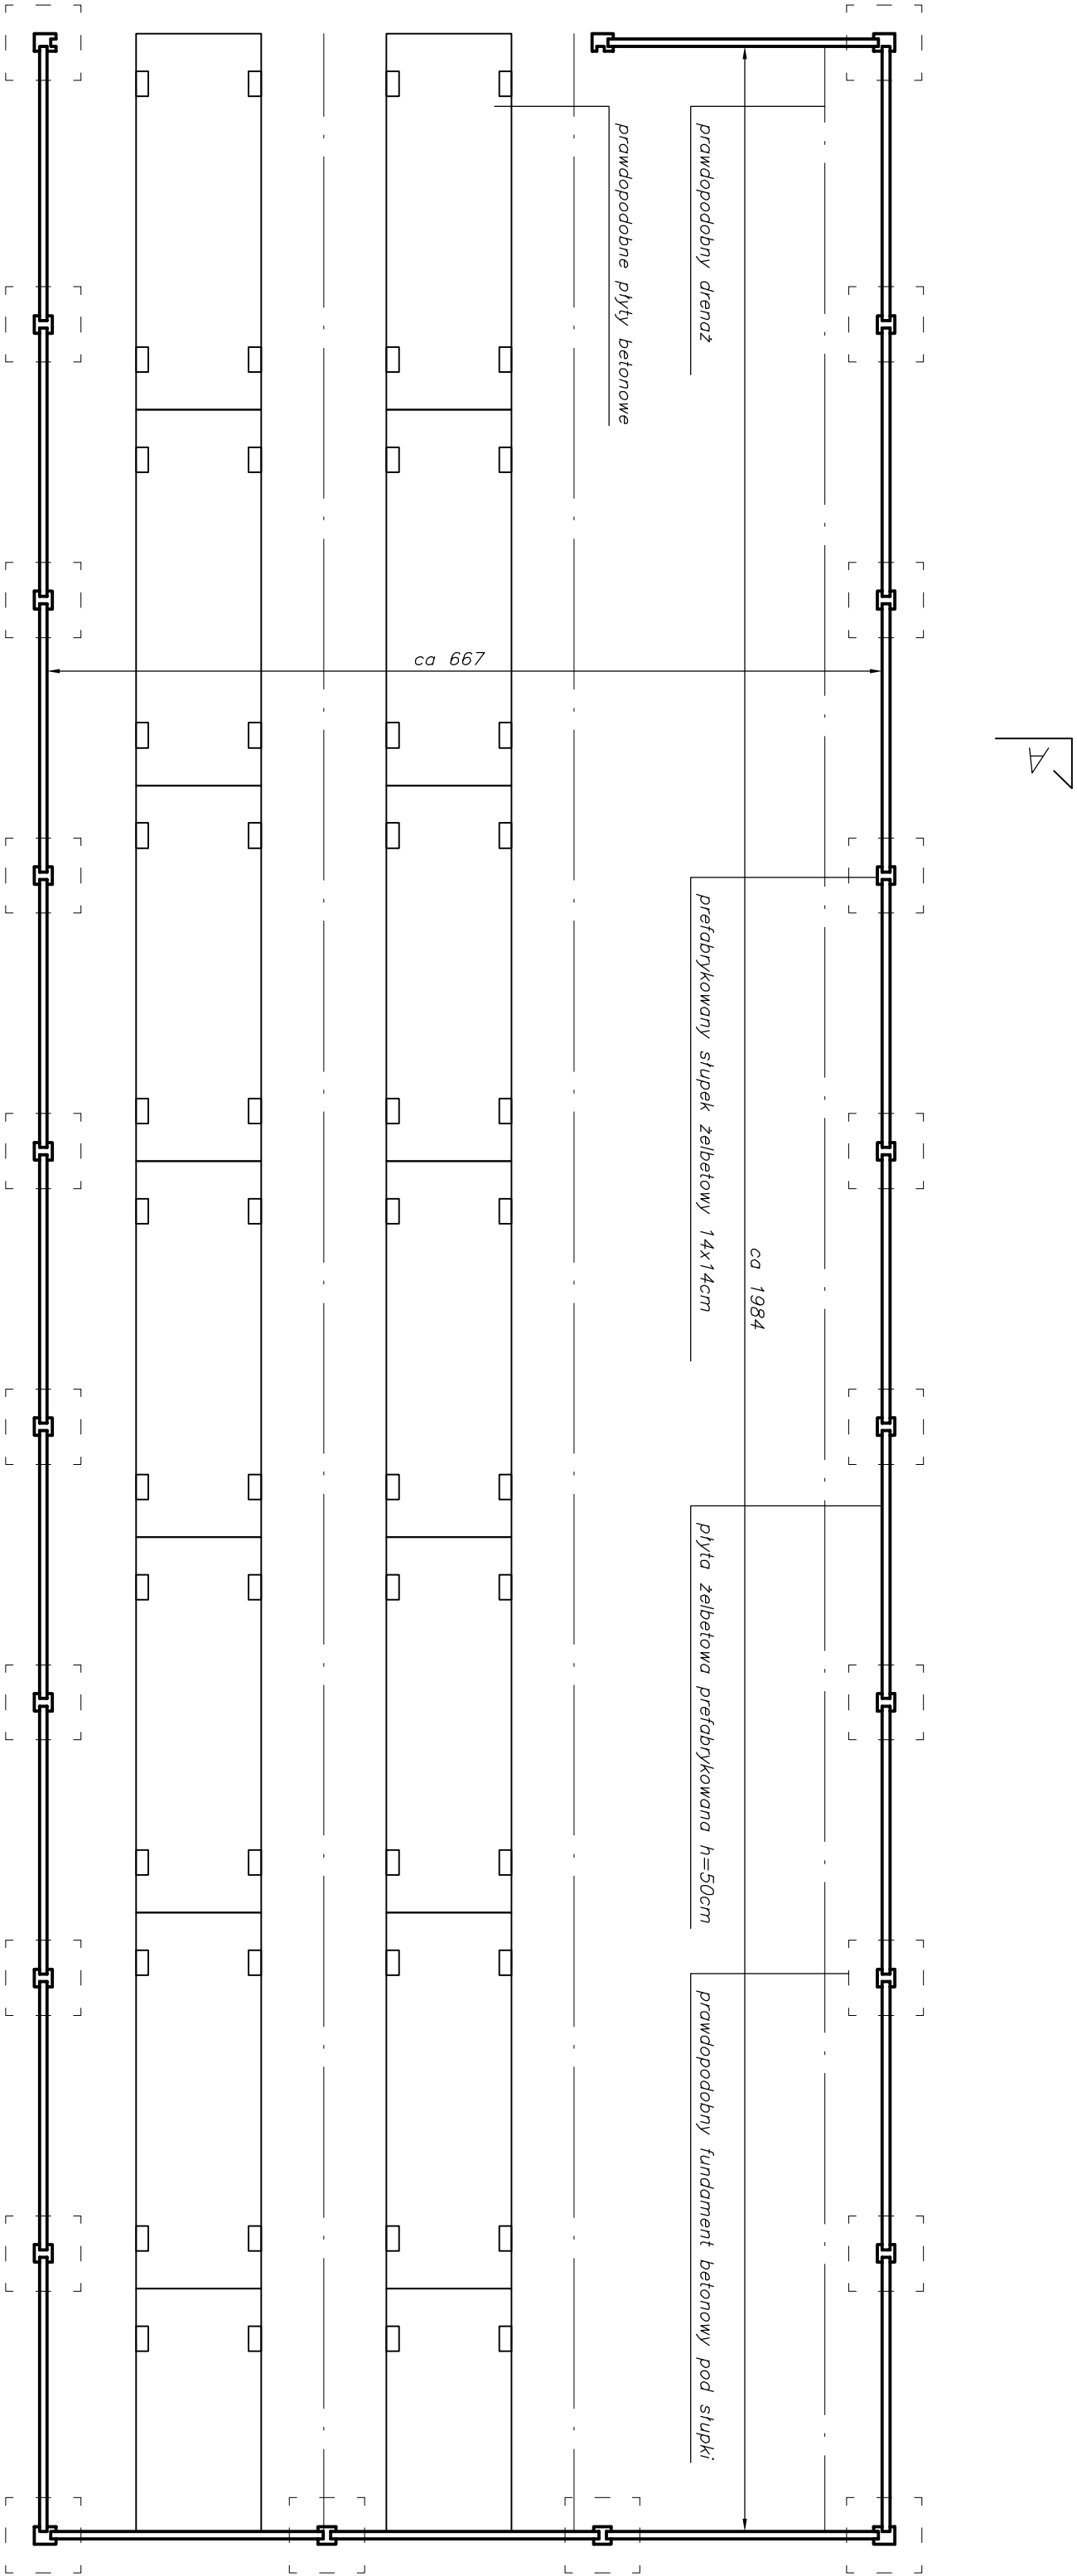 A
prawdopodobny drenaż
prefabrykowany słupek żelbetowy 14x14cm
płyta żelbetowa prefabrykowana h=50cm
prawdopodobny fundament betonowy pod słupki
ca 1984
prawdopodobne płyty betonowe
ca 667